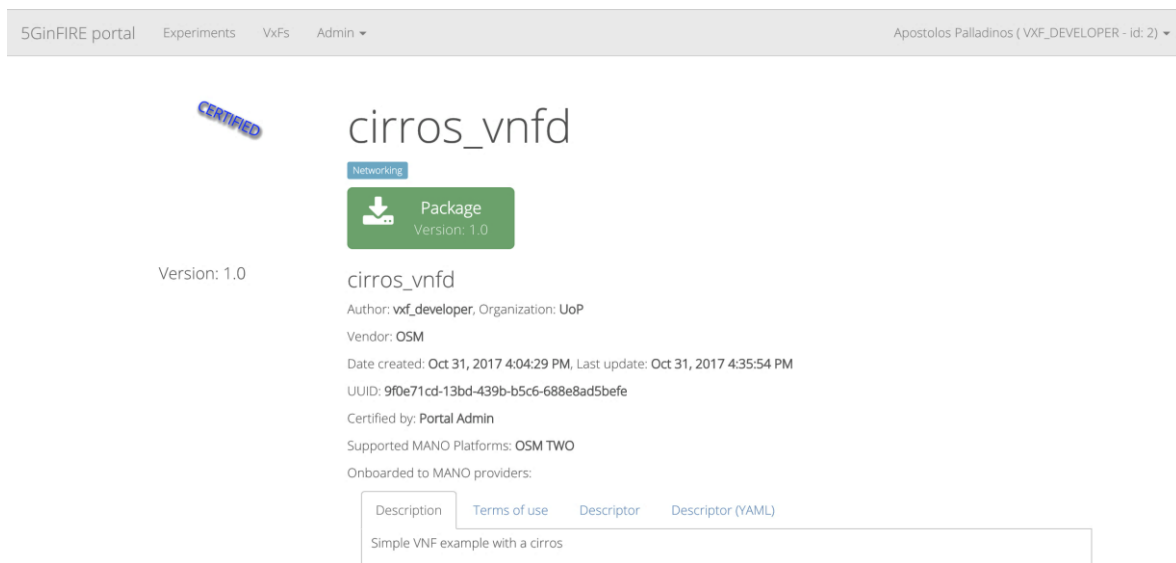 5GinFIRE portal Experiments VxFs Admin Apostolos Palladinos ( VXF_DEVELOPER - id: 2)
CERTIFIED
cirros_vnfd
Networking
Package
Version: 1.0
Version: 1.0
cirros_vnfd
Author: vxf_developer, Organization: UoP
Vendor: OSM
Date created: Oct 31, 2017 4:04:29 PM, Last update: Oct 31, 2017 4:35:54 PM
UUID: 9f0e71cd-13bd-439b-b5c6-688e8ad5befe
Certified by: Portal Admin
Supported MANO Platforms: OSM TWO
Onboarded to MANO providers:
Description Terms of use Descriptor Descriptor (YAML)
Simple VNF example with a cirros